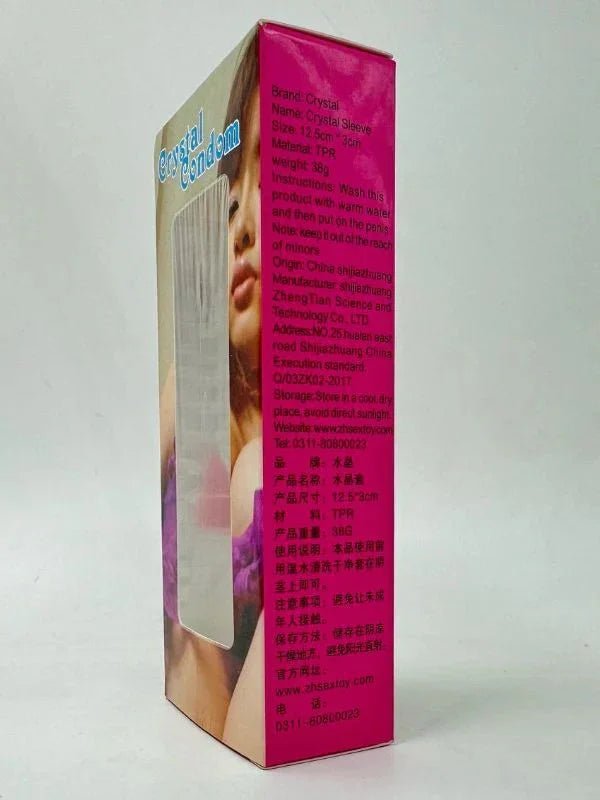 Crystal
Condom
Brand: Crystal
Name: Crystal Sleeve
Size: 12.5cm * 3cm
Material: TPR
weight: 38g
Instructions: Wash this
product with warm water
and then put on the penis
Note: keep it out of the reach
of minors
Origin: China shijiazhuang
Manufacturer: shijiazhuang
ZhengTian Science and
Technology Co., LTD
Address:NO.25 hualan east
road Shijiazhuang China
Execution standard:
Q/03ZK02-2017
Storage: Store in a cool, dry
place, avoid direct sunlight.
Website: www.zhsextoy.com
Tel: 0311-80800023
品 牌: 水晶
产品名称: 水晶套
产品尺寸: 12.5*3cm
材 料: TPR
产品重量: 38G
使用说明: 本品使用前
用温水清洗干净套在阴
茎上即可。
注意事项: 避免让未成
年人接触。
保存方法: 储存在阴凉
干燥地方, 避免阳光直射。
官方网址:
www.zhsextoy.com
电 话:
0311-80800023